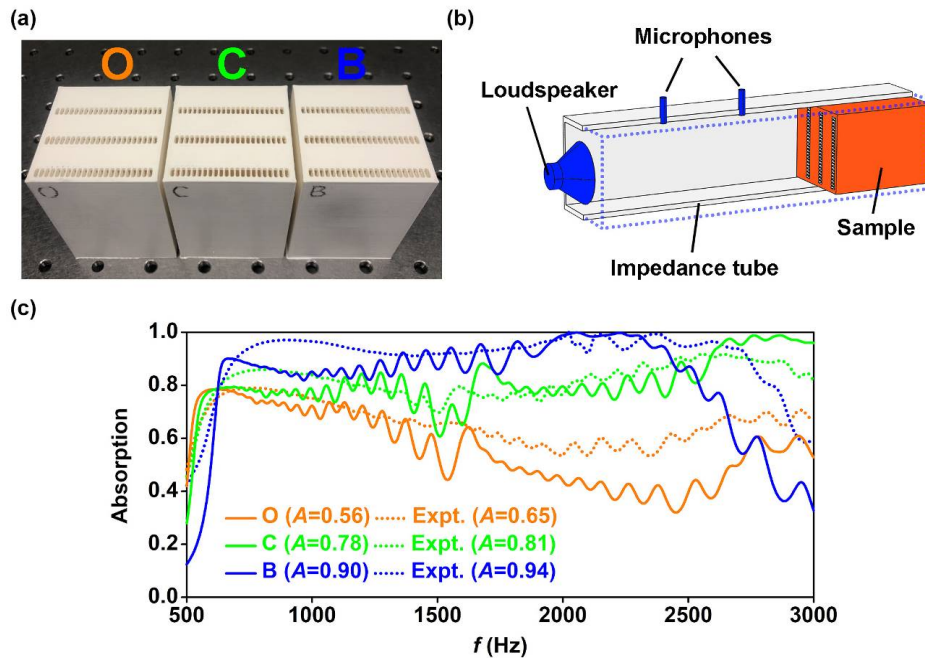 (a)
O C B
O C B
(b)
Microphones
Loudspeaker
Sample
Impedance tube
(c)
Absorption
1.0
0.8
0.6
0.4
0.2
0.0
O (A=0.56) Expt. (A=0.65)
C (A=0.78) Expt. (A=0.81)
B (A=0.90) Expt. (A=0.94)
500 1000 1500 2000 2500 3000
f (Hz)